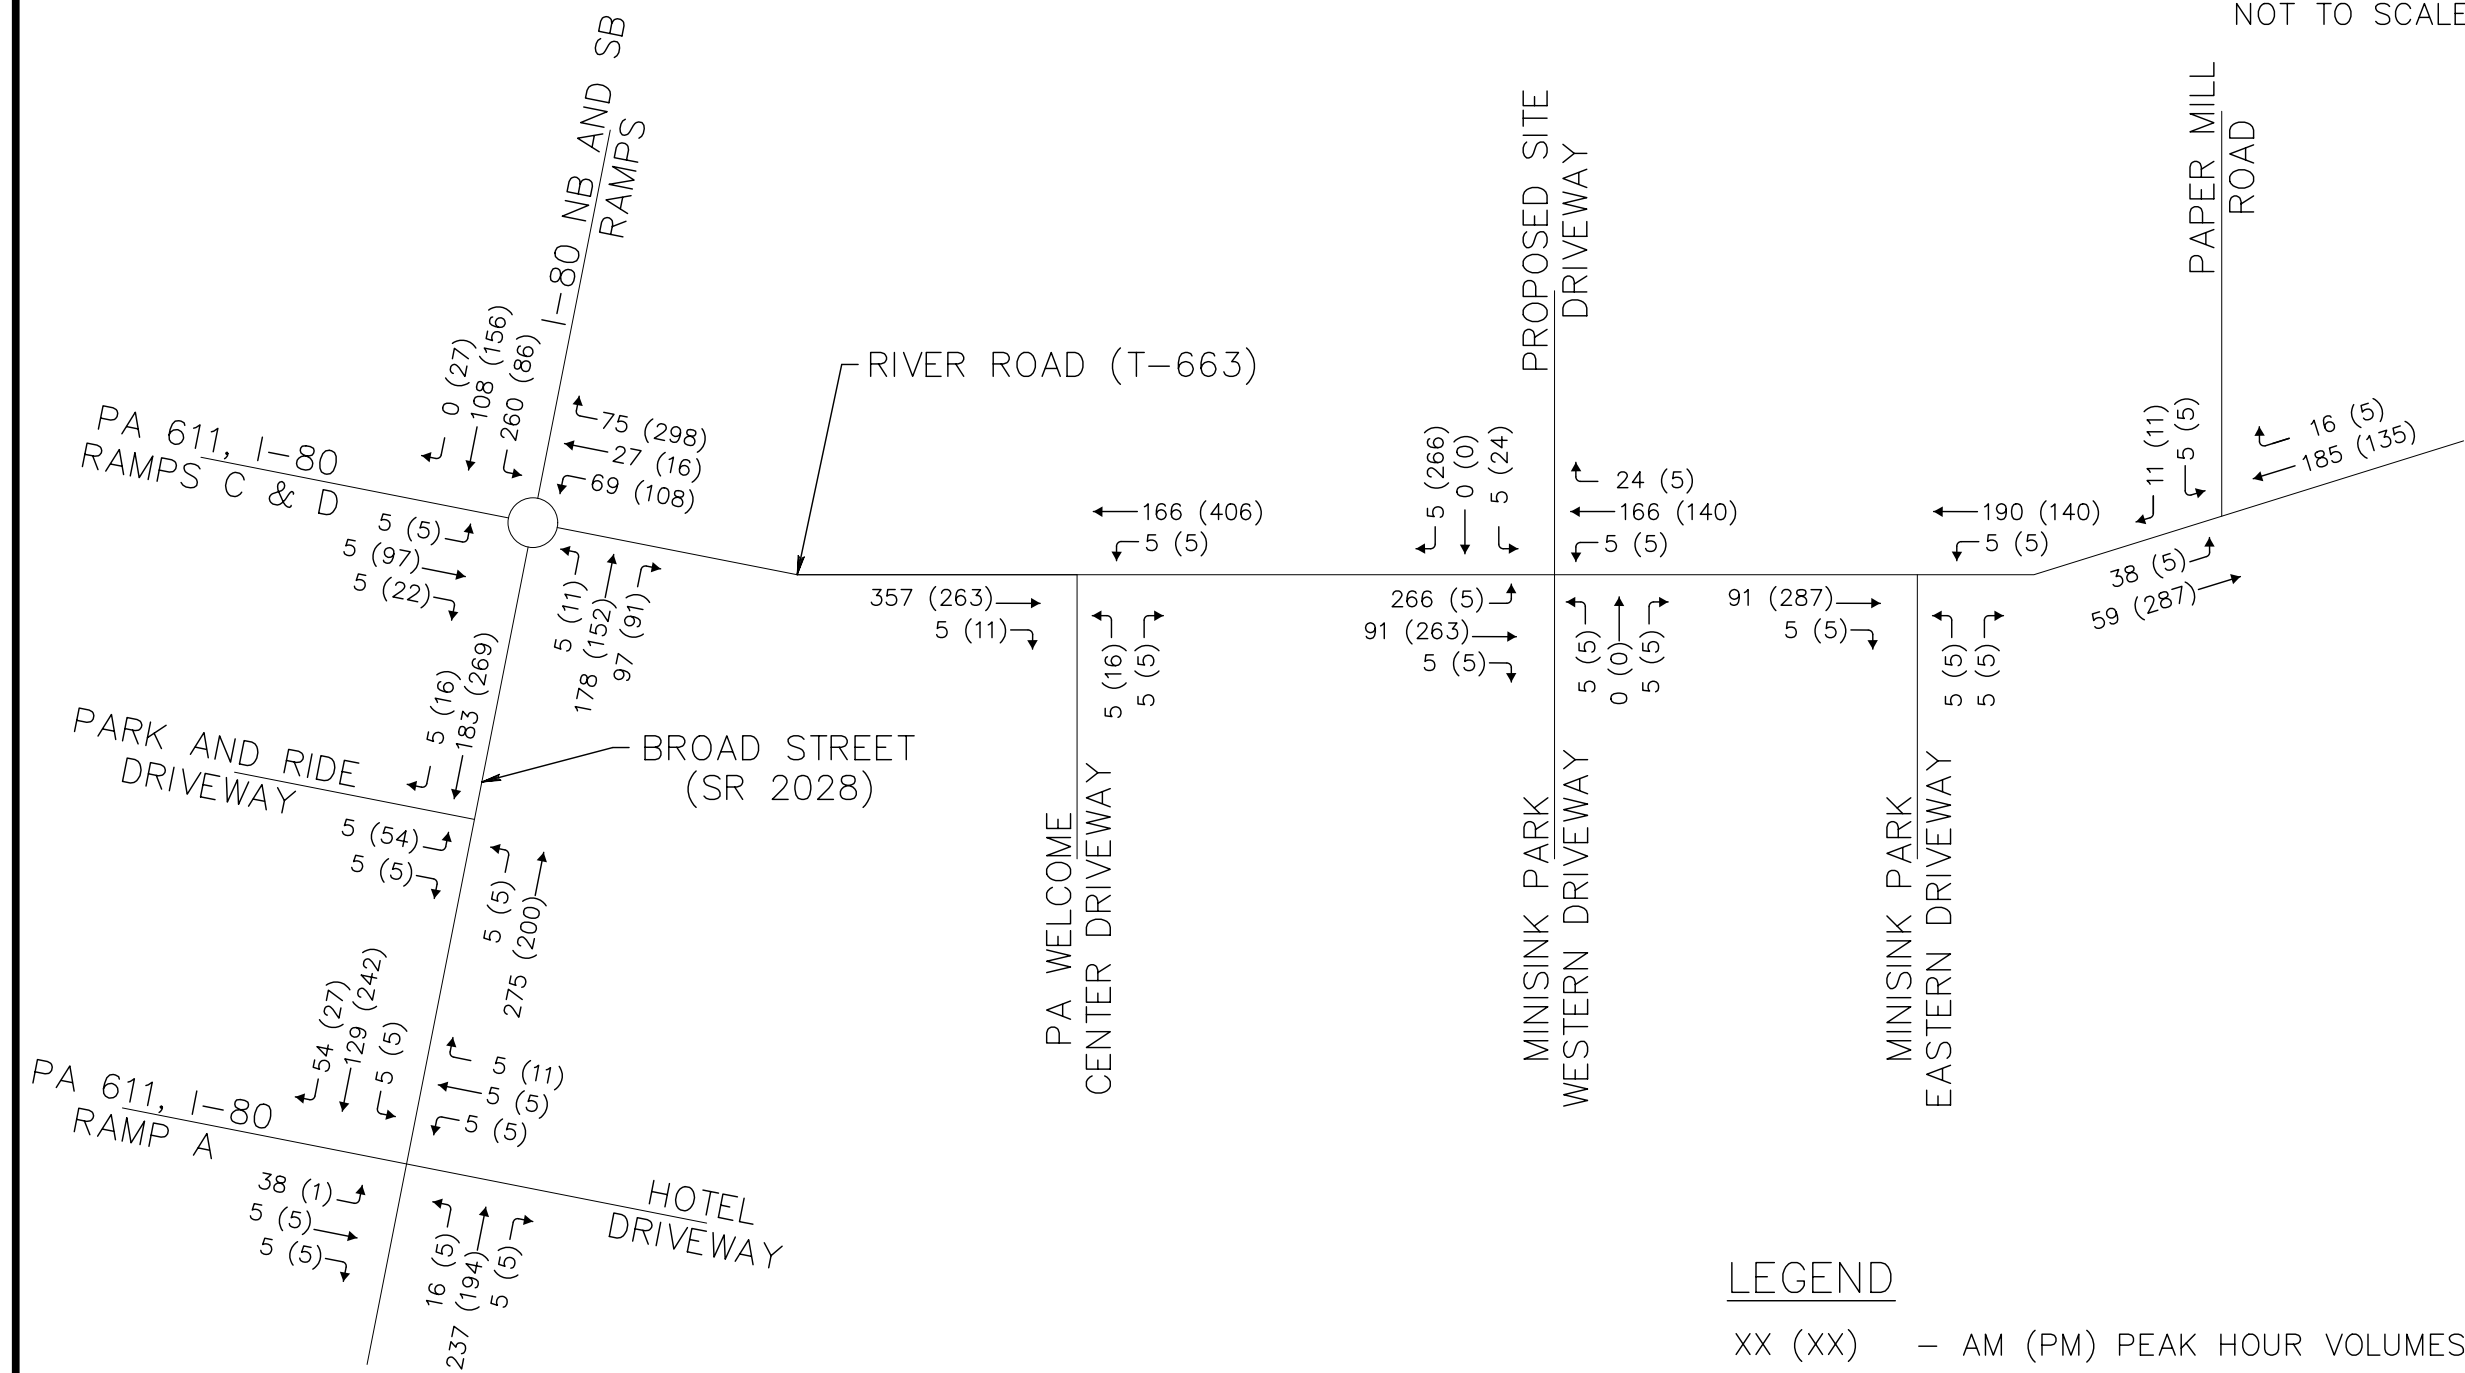 NOT TO SCALE
I-80 NB AND SB
RAMPS
PROPOSED SITE
DRIVEWAY
PAPER MILL
ROAD
RIVER ROAD (T-663)
PA 611, I-80
RAMPS C & D
0 (27)
108 (156)
260 (86)
75 (298)
27 (16)
69 (108)
5 (5)
5 (97)
5 (22)
5 (11)
178 (152)
97 (91)
166 (406)
5 (5)
357 (263)
5 (11)
5 (16)
5 (5)
5 (266)
0 (0)
5 (24)
24 (5)
166 (140)
5 (5)
266 (5)
91 (263)
5 (5)
5 (5)
0 (0)
5 (5)
190 (140)
5 (5)
91 (287)
5 (5)
5 (5)
5 (5)
11 (11)
5 (5)
16 (5)
185 (135)
38 (5)
59 (287)
5 (16)
183 (269)
PARK AND RIDE
DRIVEWAY
BROAD STREET
(SR 2028)
5 (54)
5 (5)
5 (5)
275 (200)
PA WELCOME
CENTER DRIVEWAY
MINISINK PARK
WESTERN DRIVEWAY
MINISINK PARK
EASTERN DRIVEWAY
54 (27)
129 (242)
5 (5)
5 (11)
5 (5)
5 (5)
PA 611, I-80
RAMP A
38 (1)
5 (5)
5 (5)
16 (5)
237 (194)
5 (5)
HOTEL
DRIVEWAY
LEGEND
XX (XX) - AM (PM) PEAK HOUR VOLUMES